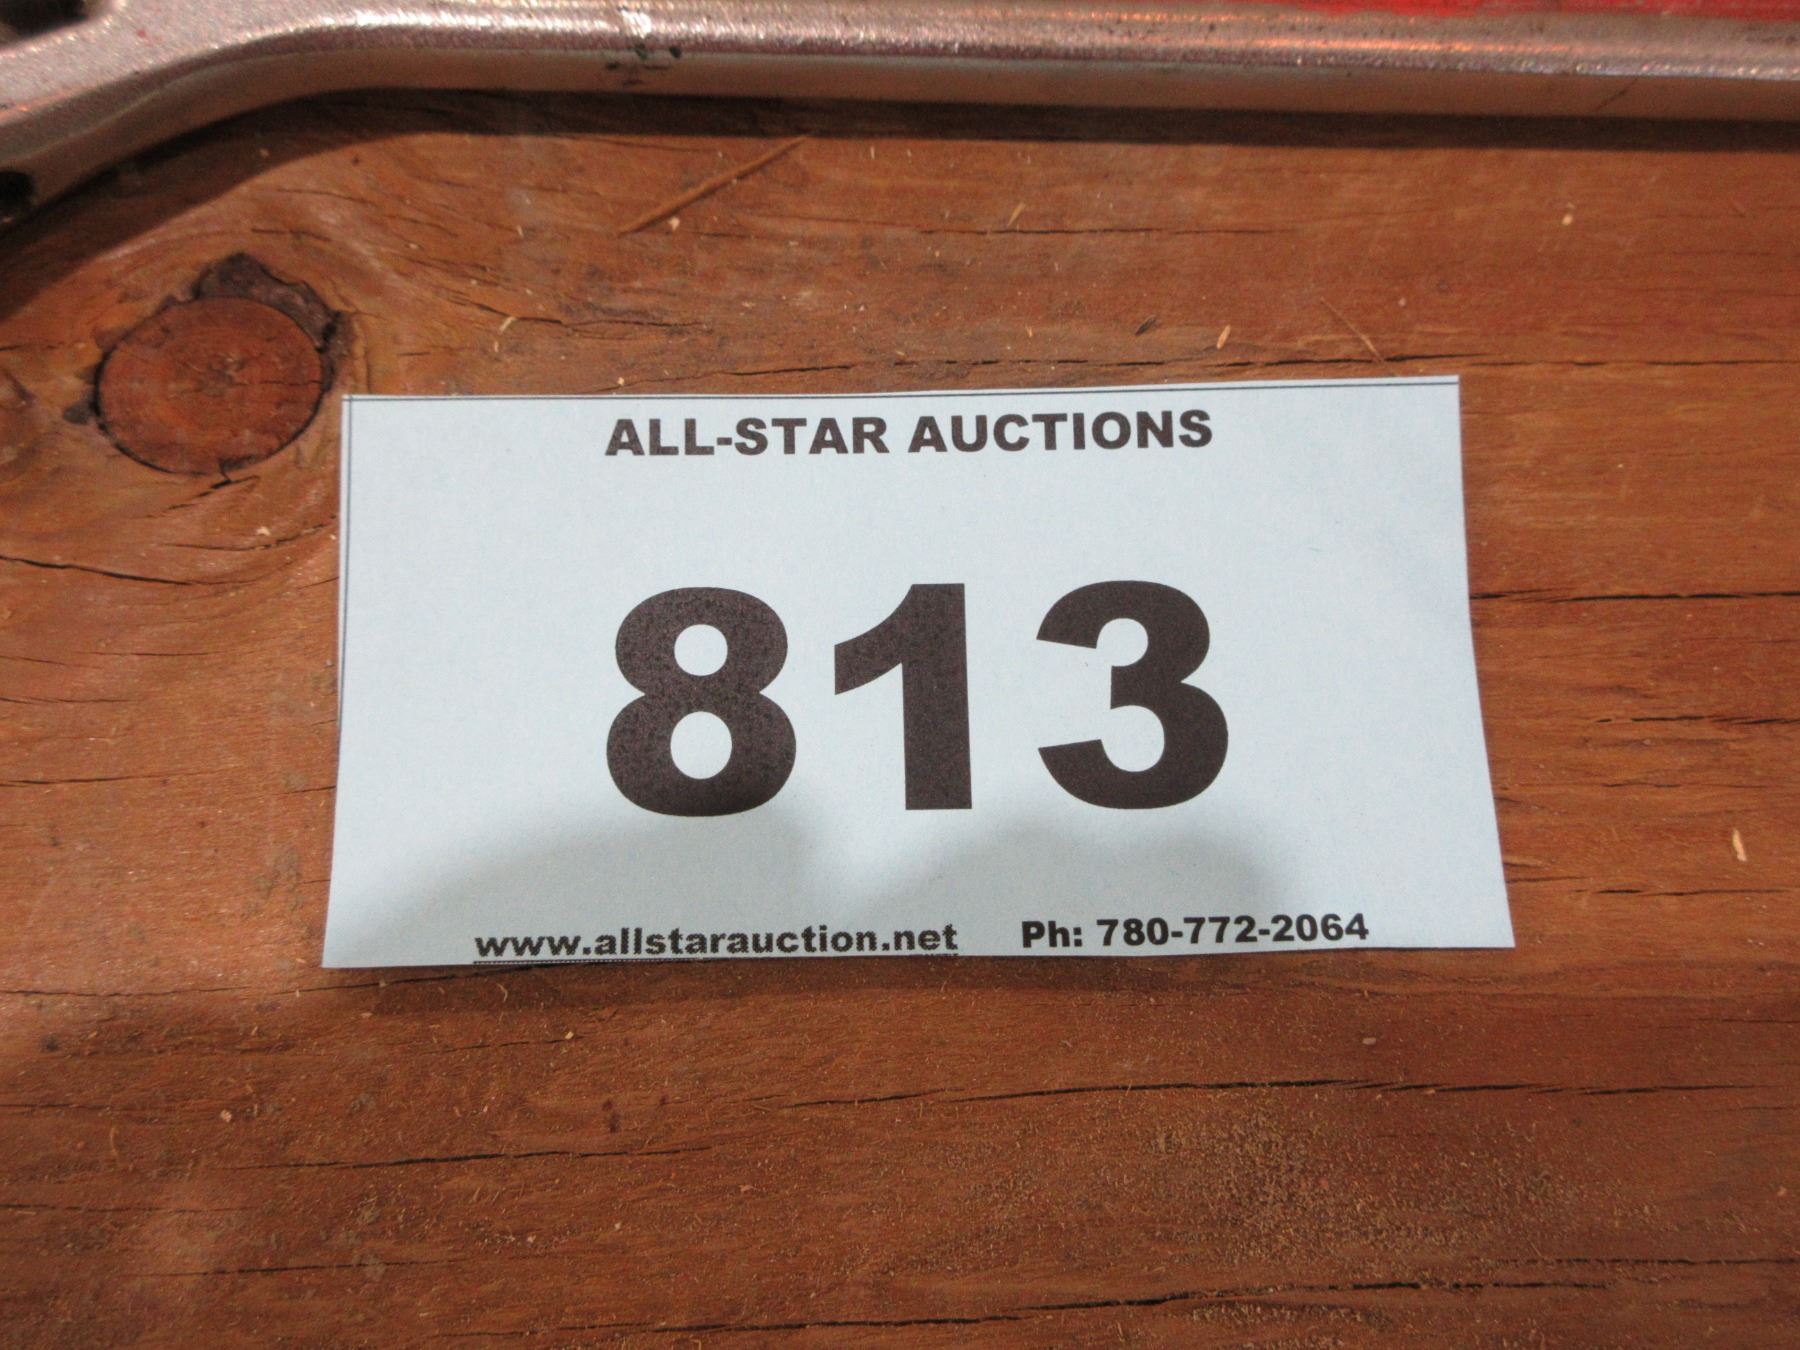 ALL-STAR AUCTIONS
813
www.allstarauction.net Ph: 780-772-2064